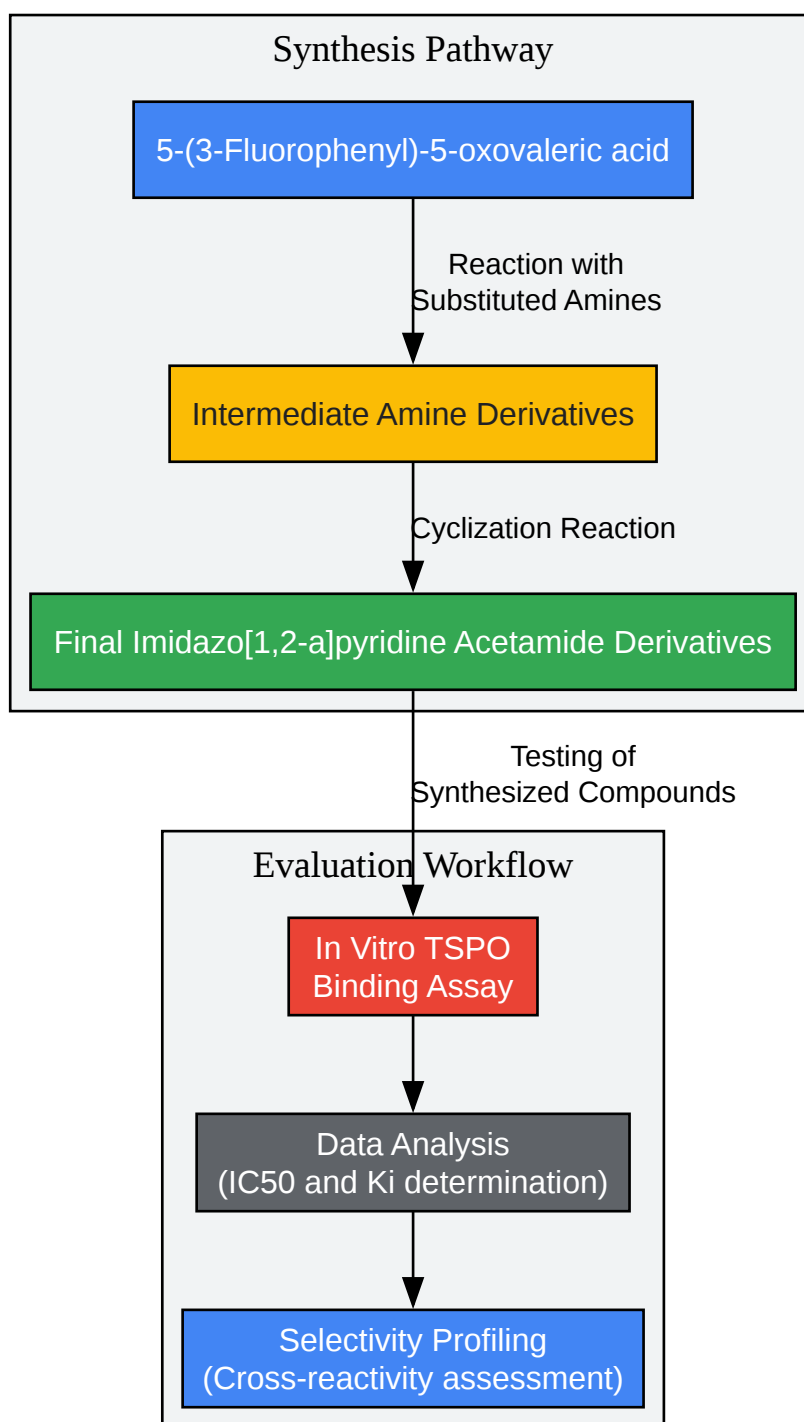 Synthesis Pathway
5-(3-Fluorophenyl)-5-oxovaleric acid
Reaction with
Substituted Amines
Intermediate Amine Derivatives
Cyclization Reaction
Final Imidazo[1,2-a]pyridine Acetamide Derivatives
Testing of
Synthesized Compounds
Evaluation Workflow
In Vitro TSPO
Binding Assay
Data Analysis
(IC50 and Ki determination)
Selectivity Profiling
(Cross-reactivity assessment)